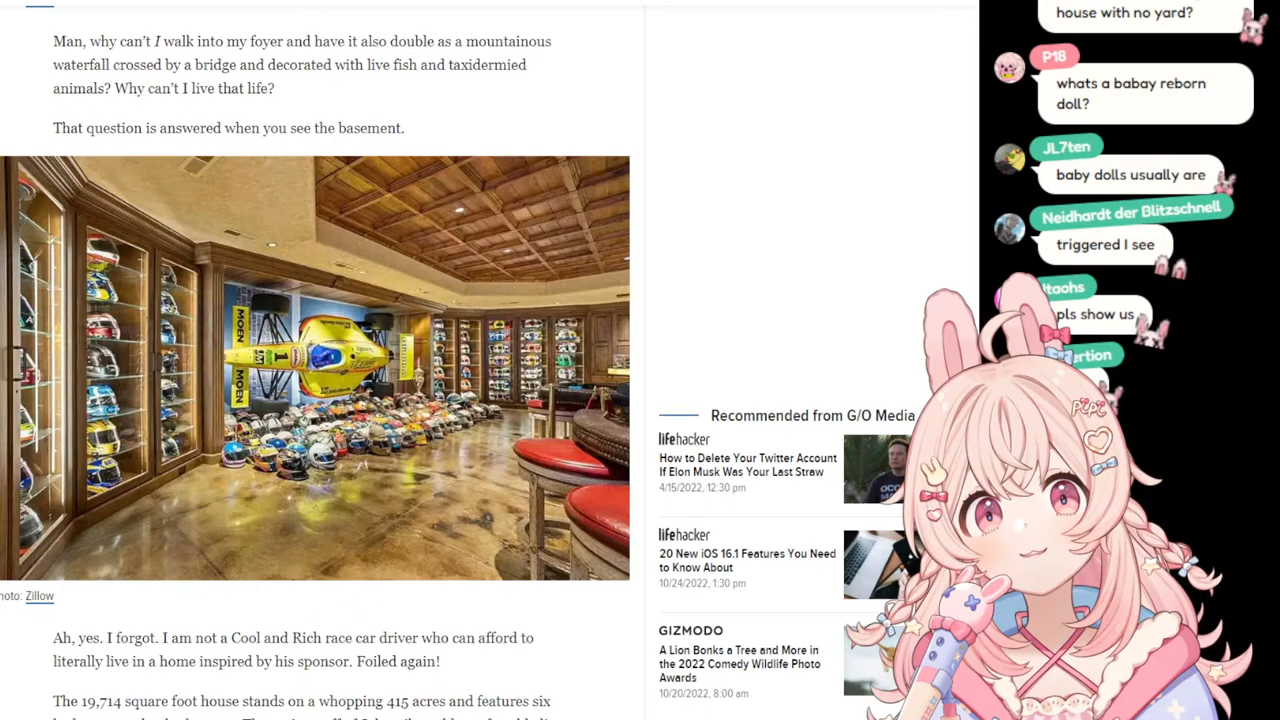 Man, why can't I walk into my foyer and have it also double as a mountainous
waterfall crossed by a bridge and decorated with live fish and taxidermied
animals? Why can't I live that life?
That question is answered when you see the basement.
MOEN
MOEN
1
hoto: Zillow
Ah, yes. I forgot. I am not a Cool and Rich race car driver who can afford to
literally live in a home inspired by his sponsor. Foiled again!
The 19,714 square foot house stands on a whopping 415 acres and features six
Recommended from G/O Media
lifehacker
How to Delete Your Twitter Account
If Elon Musk Was Your Last Straw
4/15/2022, 12:30 pm
lifehacker
20 New iOS 16.1 Features You Need
to Know About
10/24/2022, 1:30 pm
GIZMODO
A Lion Bonks a Tree and More in
the 2022 Comedy Wildlife Photo
Awards
10/20/2022, 8:00 am
house with no yard?
P18
whats a babay reborn
doll?
JL7ten
baby dolls usually are
Neidhardt der Blitzschnell
triggered I see
ltaohs
pls show us
ertion
PiPi